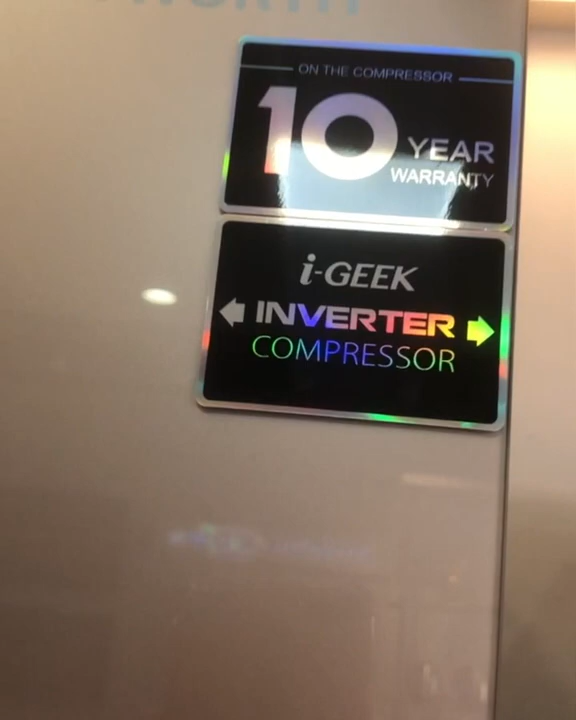 ON THE COMPRESSOR
10 YEAR
WARRANTY
i-GEEK
INVERTER
COMPRESSOR